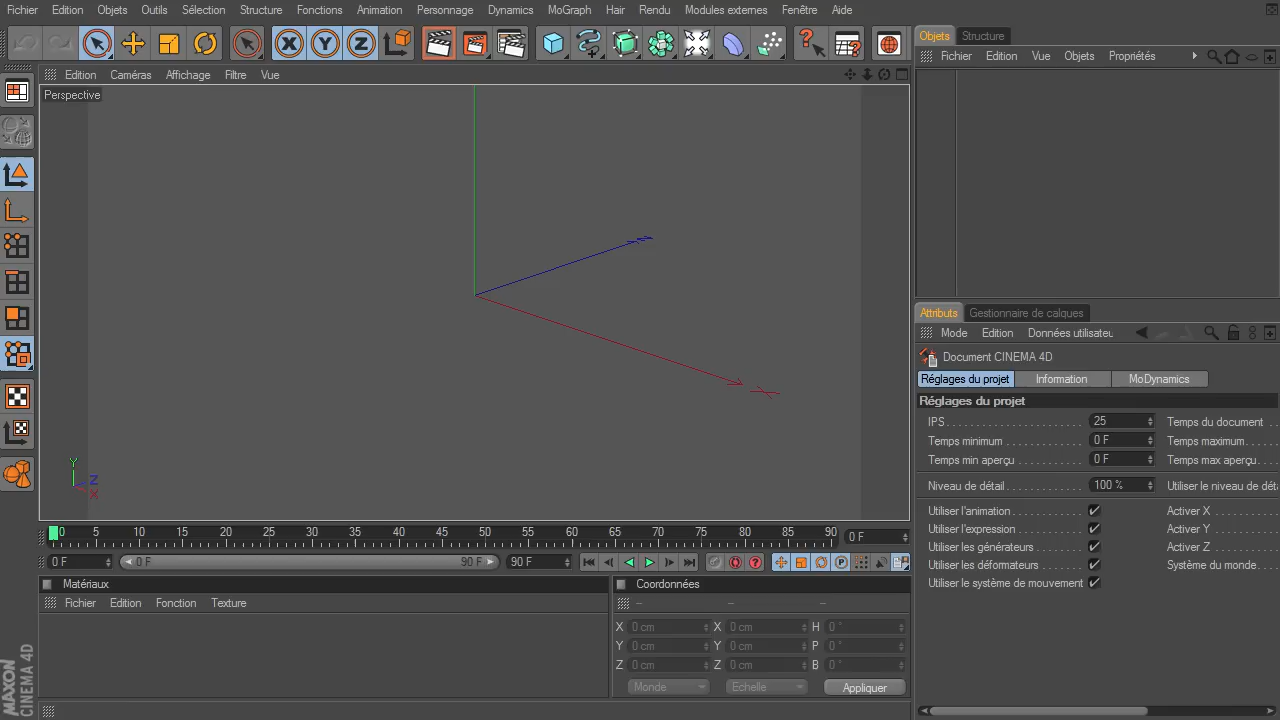 Fichier Edition Objets Outils Sélection Structure Fonctions Animation Personnage Dynamics MoGraph Hair Rendu Modules externes Fenêtre Aide
X Y Z
Objets Structure
Fichier Edition Vue Objets Propriétés
Edition Caméras Affichage Filtre Vue
Perspective
Y
Z
X
Attributs Gestionnaire de calques
Mode Edition Données utilisateu
Document CINEMA 4D
Réglages du projet Information MoDynamics
Réglages du projet
IPS 25 Temps du document
Temps minimum 0 F Temps maximum
Temps min aperçu 0 F Temps max aperçu
Niveau de détail 100 % Utiliser le niveau de déta
Utiliser l'animation Activer X
Utiliser l'expression Activer Y
Utiliser les générateurs Activer Z
Utiliser les déformateurs Système du monde
Utiliser le système de mouvement
0 5 10 15 20 25 30 35 40 45 50 55 60 65 70 75 80 85 90 0 F
0 F 0 F 90 F 90 F
Matériaux
Fichier Edition Fonction Texture
Coordonnées
-- -- --
X 0 cm X 0 cm H 0 °
Y 0 cm Y 0 cm P 0 °
Z 0 cm Z 0 cm B 0 °
Monde Echelle Appliquer
MAXON
CINEMA 4D